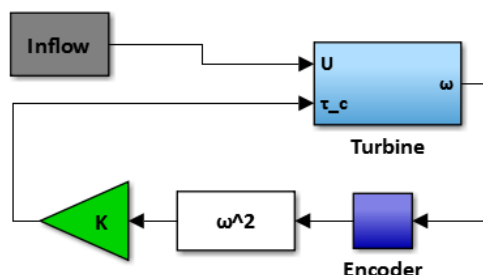 Inflow
U
ω
τ_c
Turbine
K
ω^2
Encoder